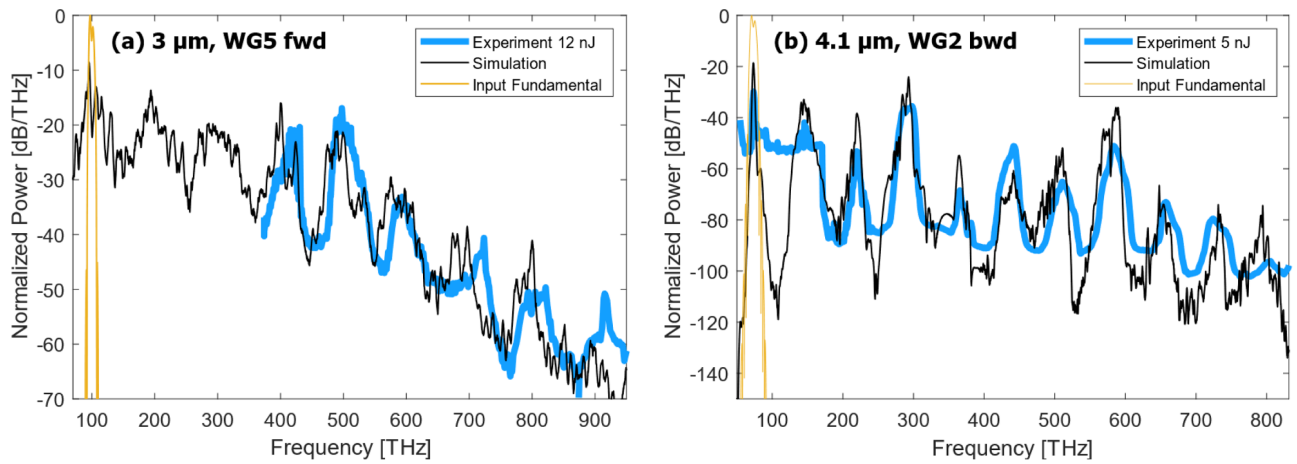 (a) 3 µm, WG5 fwd
Experiment 12 nJ
Simulation
Input Fundamental
Normalized Power [dB/THz]
0
-10
-20
-30
-40
-50
-60
-70
100 200 300 400 500 600 700 800 900
Frequency [THz]
(b) 4.1 µm, WG2 bwd
Experiment 5 nJ
Simulation
Input Fundamental
Normalized Power [dB/THz]
0
-20
-40
-60
-80
-100
-120
-140
100 200 300 400 500 600 700 800
Frequency [THz]